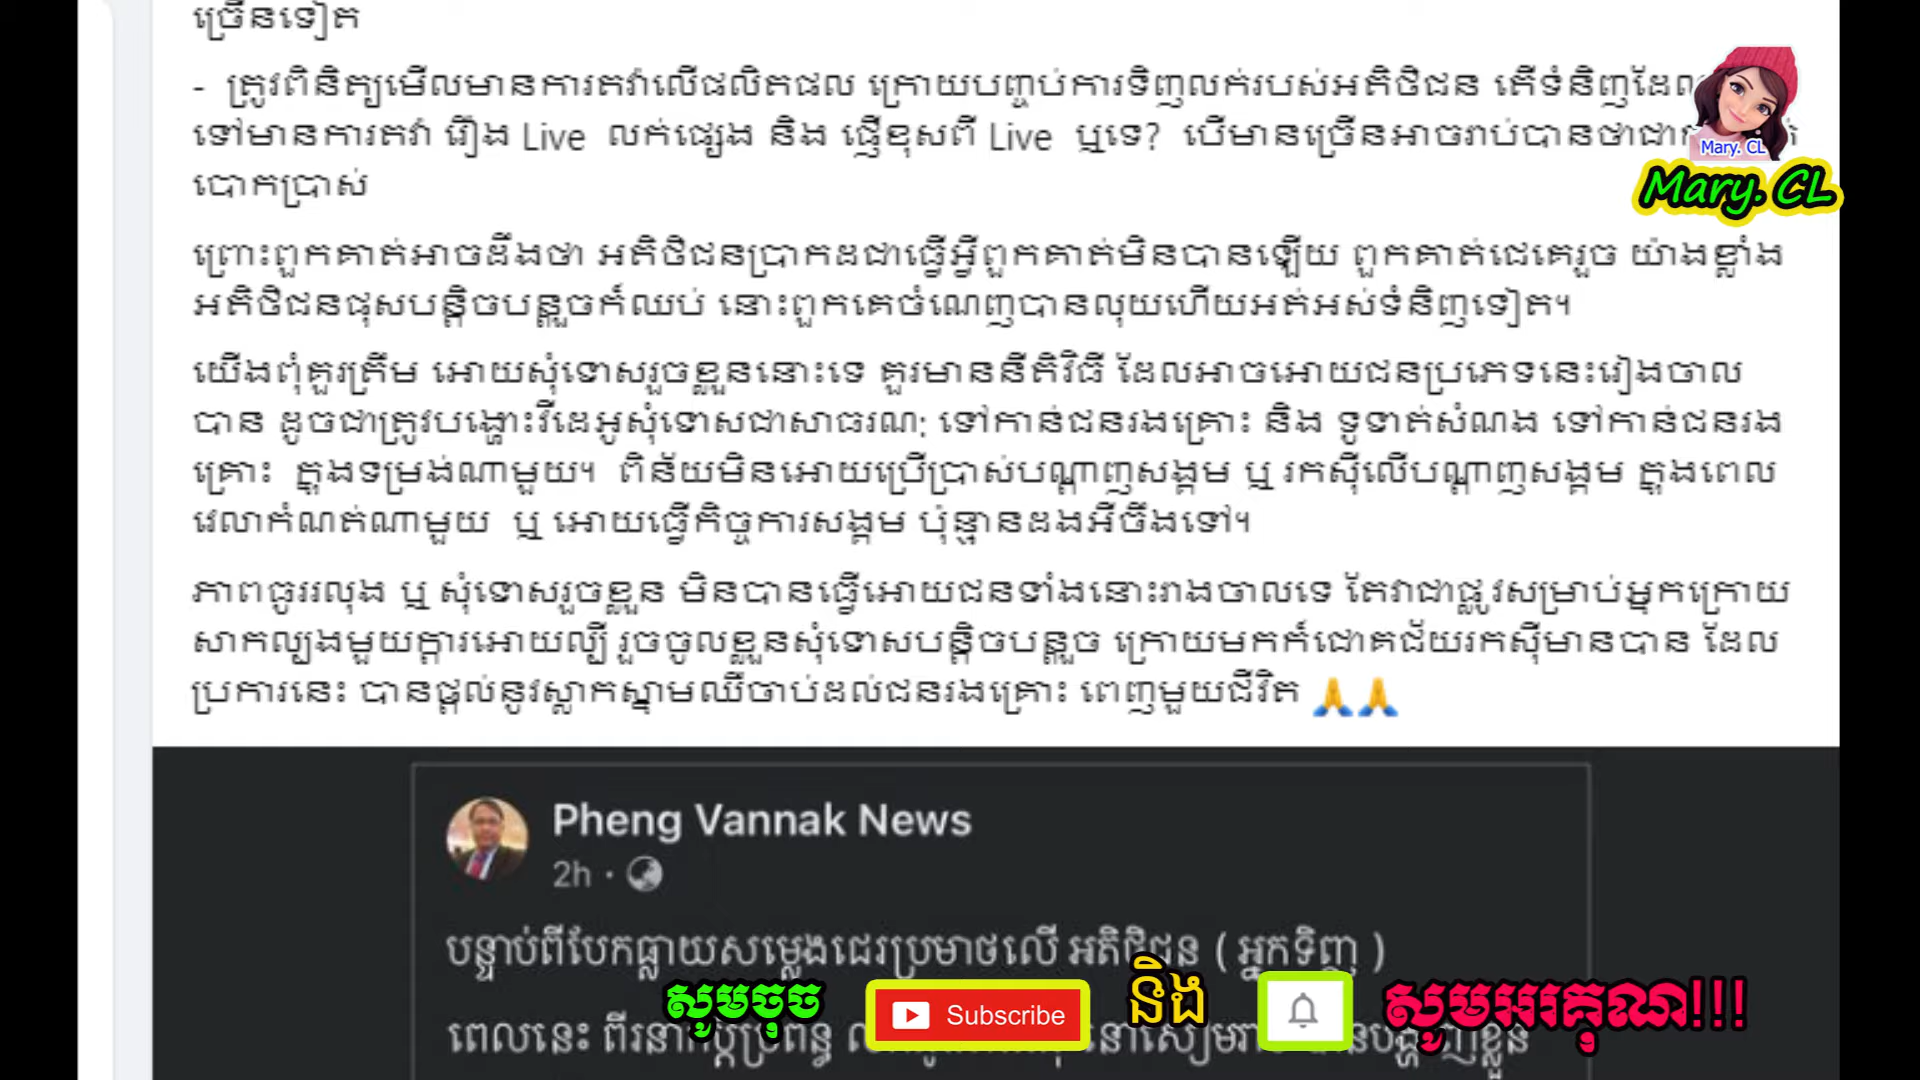 ច្រើនទៀត
- ត្រូវពិនិត្យមើលមានការតវ៉ាលើផលិតផល ក្រោយបញ្ចប់ការទិញលក់របស់អតិថិជន តើទំនិញដែល
ទៅមានការតវ៉ា រឿង Live លក់ផ្សេង និង ផ្ញើខុសពី Live ឬទេ? បើមានច្រើនអាចរាប់បានថាជា
បោកប្រាស់
ព្រោះពួកគាត់អាចដឹងថា អតិថិជនប្រាកដជាធ្វើអ្វីពួកគាត់មិនបានឡើយ ពួកគាត់ជេគេរួច យ៉ាងខ្លាំង
អតិថិជនផុសបន្តិចបន្តួចក៍ឈប់ នោះពួកគេចំណេញបានលុយហើយអត់អស់ទំនិញទៀត។
យើងពុំគួរត្រឹម អោយសុំទោសរួចខ្លួននោះទេ គួរមាននីតិវិធី ដែលអាចអោយជនប្រភេទនេះរៀងចាល
បាន ដូចជាត្រូវបង្ហោះវីដេអូសុំទោសជាសាធរណៈ ទៅកាន់ជនរងគ្រោះ និង ទូទាត់សំណង ទៅកាន់ជនរង
គ្រោះ ក្នុងទម្រង់ណាមួយ។ ពិន័យមិនអោយប្រើប្រាស់បណ្តាញសង្គម ឬ រកស៊ីលើបណ្តាញសង្គម ក្នុងពេល
វេលាកំណត់ណាមួយ ឬ អោយធ្វើកិច្ចការសង្គម ប៉ុន្មានដងអីចឹងទៅ។
ភាពធូររលុង ឬ សុំទោសរួចខ្លួន មិនបានធ្វើអោយជនទាំងនោះរាងចាលទេ តែវាជាផ្លូវសម្រាប់អ្នកក្រោយ
សាកល្បងមួយក្តារអោយល្បី រួចចូលខ្លួនសុំទោសបន្តិចបន្តួច ក្រោយមកក៍ជោគជ័យរកស៊ីមានបាន ដែល
ប្រការនេះ បានផ្តល់នូវស្លាកស្នាមឈឺចាប់ដល់ជនរងគ្រោះ ពេញមួយជីវិត 🙏🙏
Mary. CL
Mary. CL
Pheng Vannak News
2h ·
បន្ទាប់ពីបែកធ្លាយសម្លេងជេរប្រមាថលើ អតិថិជន ( អ្នកទិញ )
ពេលនេះ ពីរនាក់ប្តីប្រពន្ធ
សូមចុច Subscribe និង សូមអរគុណ!!!